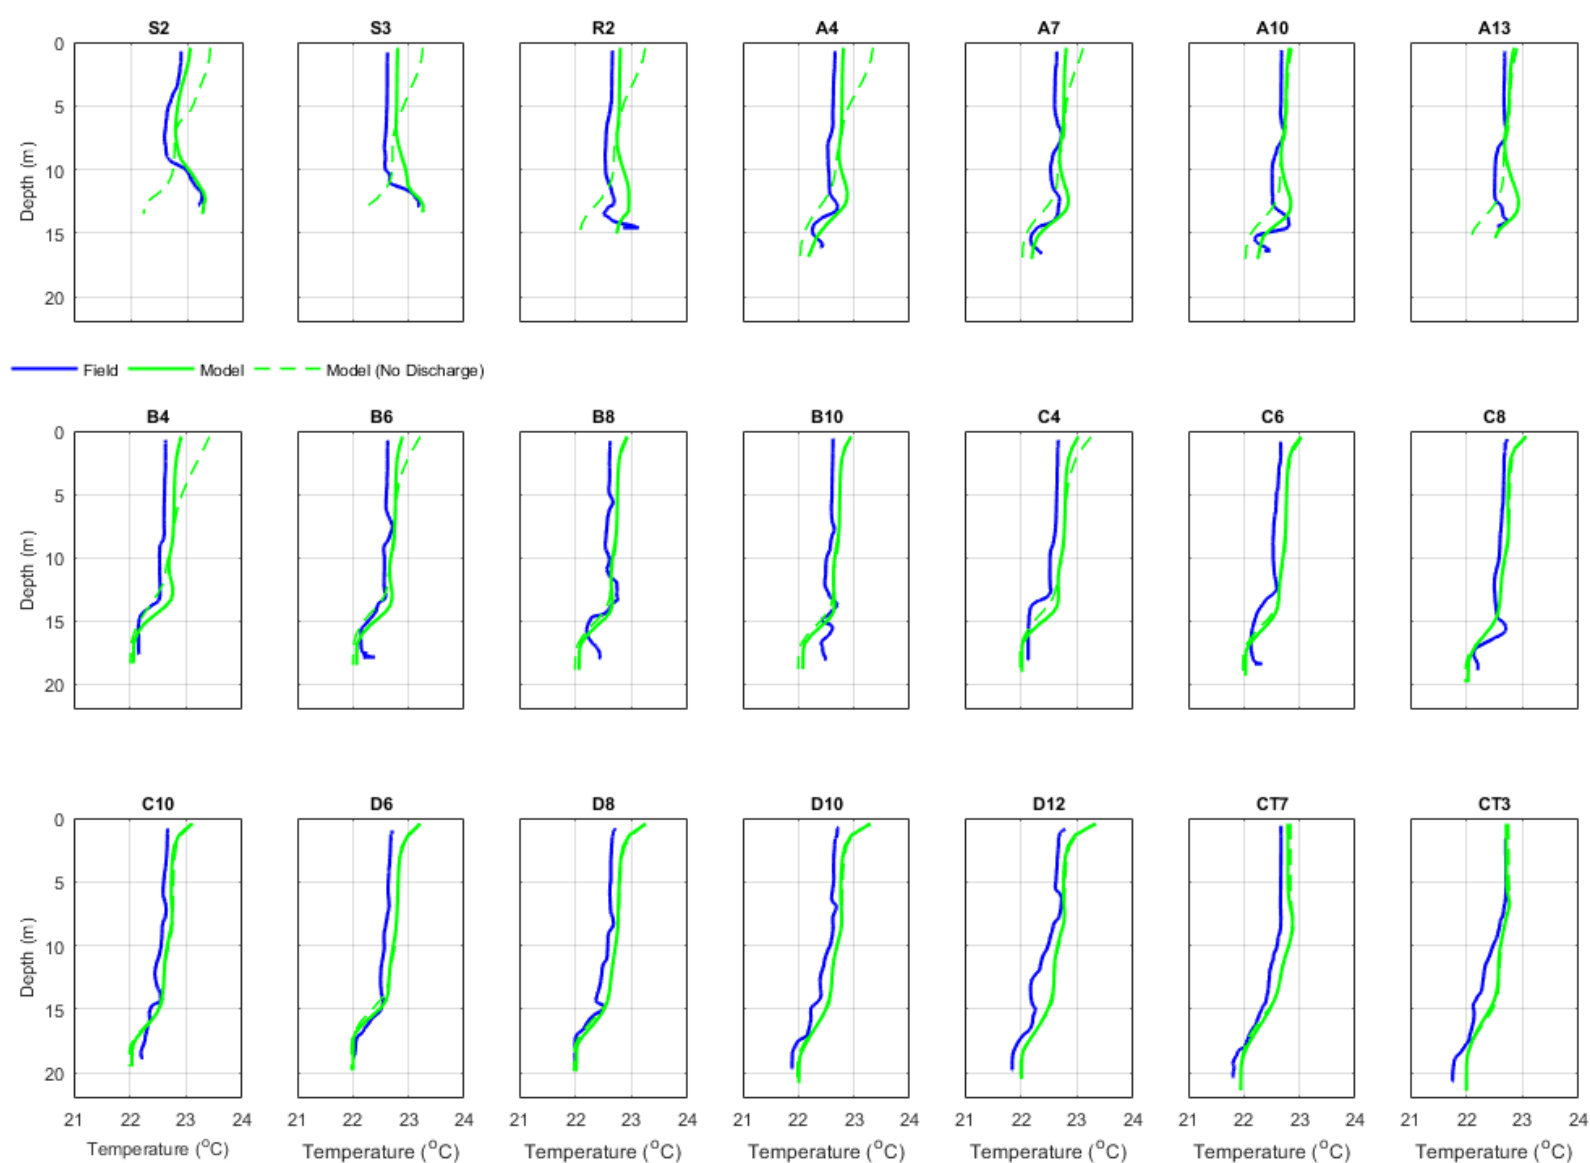 S2 S3 R2 A4 A7 A10 A13
0
5
10
15
20
Depth (m)
Field Model Model (No Discharge)
B4 B6 B8 B10 C4 C6 C8
0
5
10
15
20
Depth (m)
C10 D6 D8 D10 D12 CT7 CT3
0
5
10
15
20
Depth (m)
21 22 23 24 21 22 23 24 21 22 23 24 21 22 23 24 21 22 23 24 21 22 23 24 21 22 23 24
Temperature (°C) Temperature (°C) Temperature (°C) Temperature (°C) Temperature (°C) Temperature (°C) Temperature (°C)